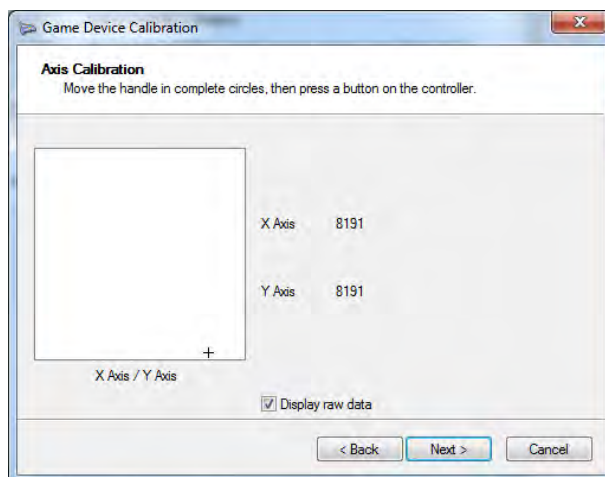 Game Device Calibration
Axis Calibration
Move the handle in complete circles, then press a button on the controller.
X Axis 8191
Y Axis 8191
X Axis / Y Axis
Display raw data
< Back Next > Cancel